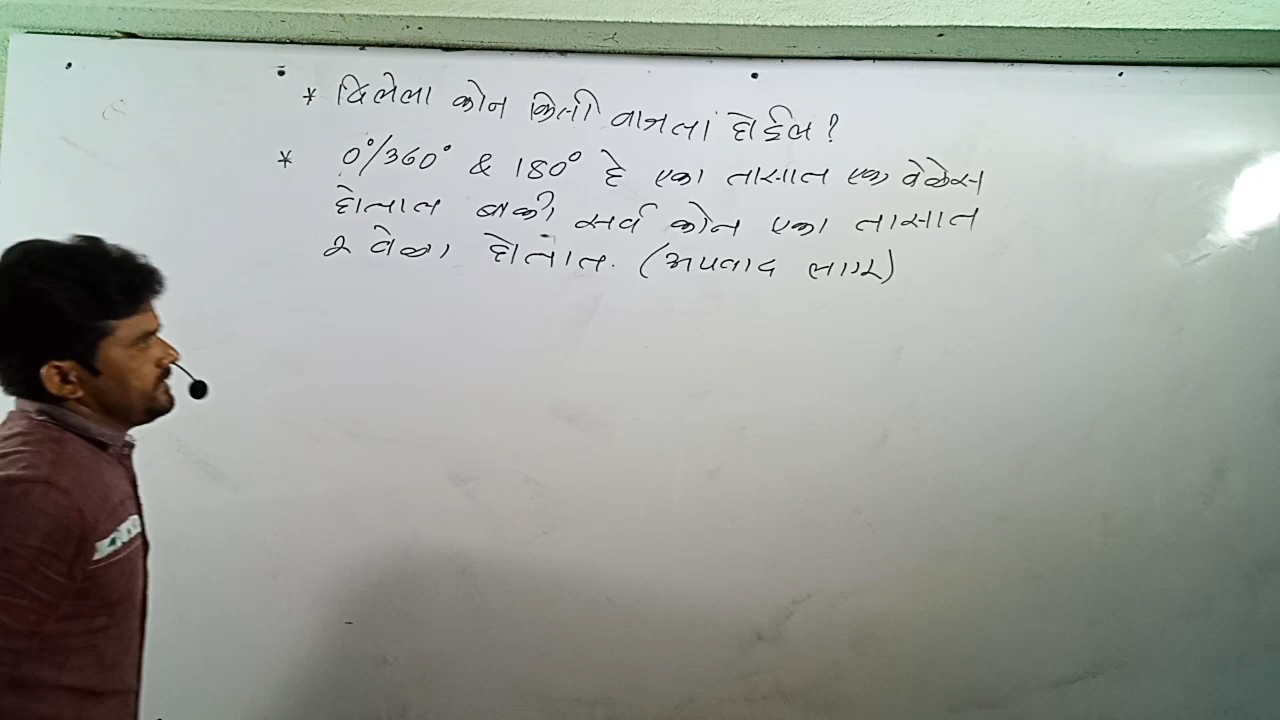 * दिलेला कोन किती वाजता होईल?
* 0°/360° & 180° हे एका तासात एक वेळेस
होतात बाकी सर्व कोन एका तासात
2 वेळा होतात. (अपवाद